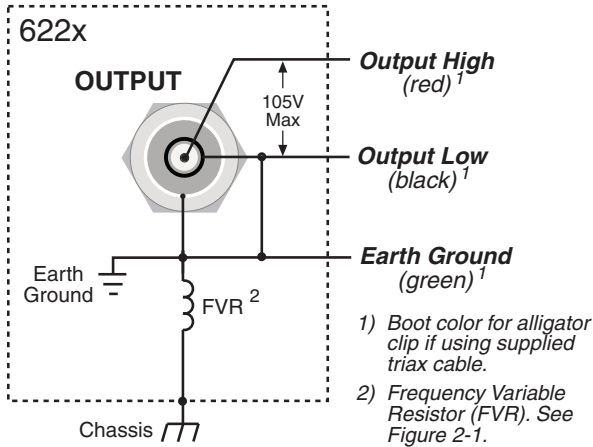 622x
OUTPUT
105V
Max
Output High
(red) 1
Output Low
(black) 1
Earth Ground
(green) 1
Earth
Ground
FVR 2
Chassis
1) Boot color for alligator
clip if using supplied
triax cable.
2) Frequency Variable
Resistor (FVR). See
Figure 2-1.